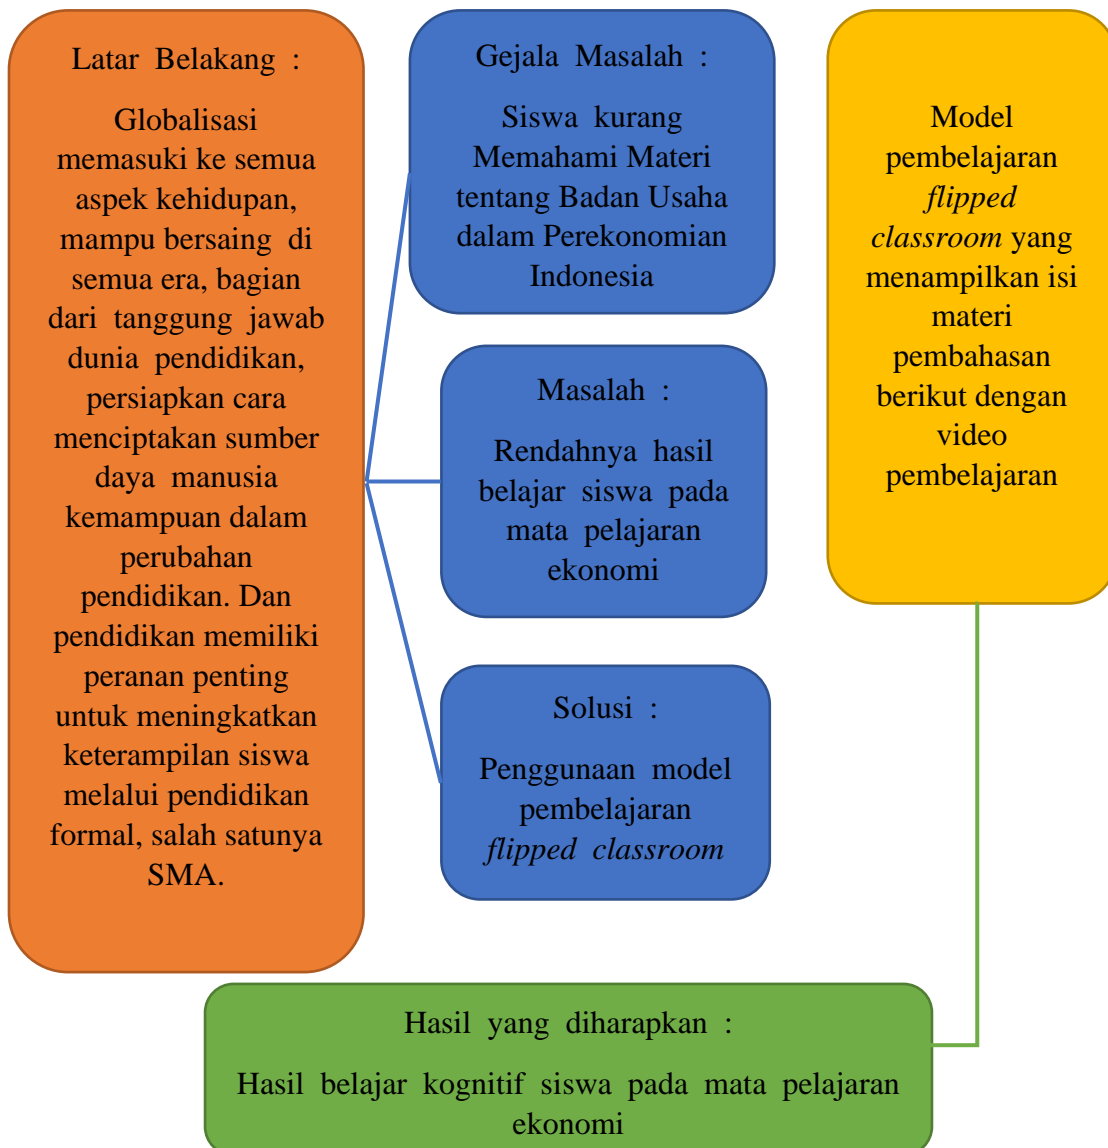 Latar Belakang :
Globalisasi
memasuki ke semua
aspek kehidupan,
mampu bersaing di
semua era, bagian
dari tanggung jawab
dunia pendidikan,
persiapkan cara
menciptakan sumber
daya manusia
kemampuan dalam
perubahan
pendidikan. Dan
pendidikan memiliki
peranan penting
untuk meningkatkan
keterampilan siswa
melalui pendidikan
formal, salah satunya
SMA.
Gejala Masalah :
Siswa kurang
Memahami Materi
tentang Badan Usaha
dalam Perekonomian
Indonesia
Masalah :
Rendahnya hasil
belajar siswa pada
mata pelajaran
ekonomi
Solusi :
Penggunaan model
pembelajaran
flipped classroom
Model
pembelajaran
flipped
classroom yang
menampilkan isi
materi
pembahasan
berikut dengan
video
pembelajaran
Hasil yang diharapkan :
Hasil belajar kognitif siswa pada mata pelajaran
ekonomi